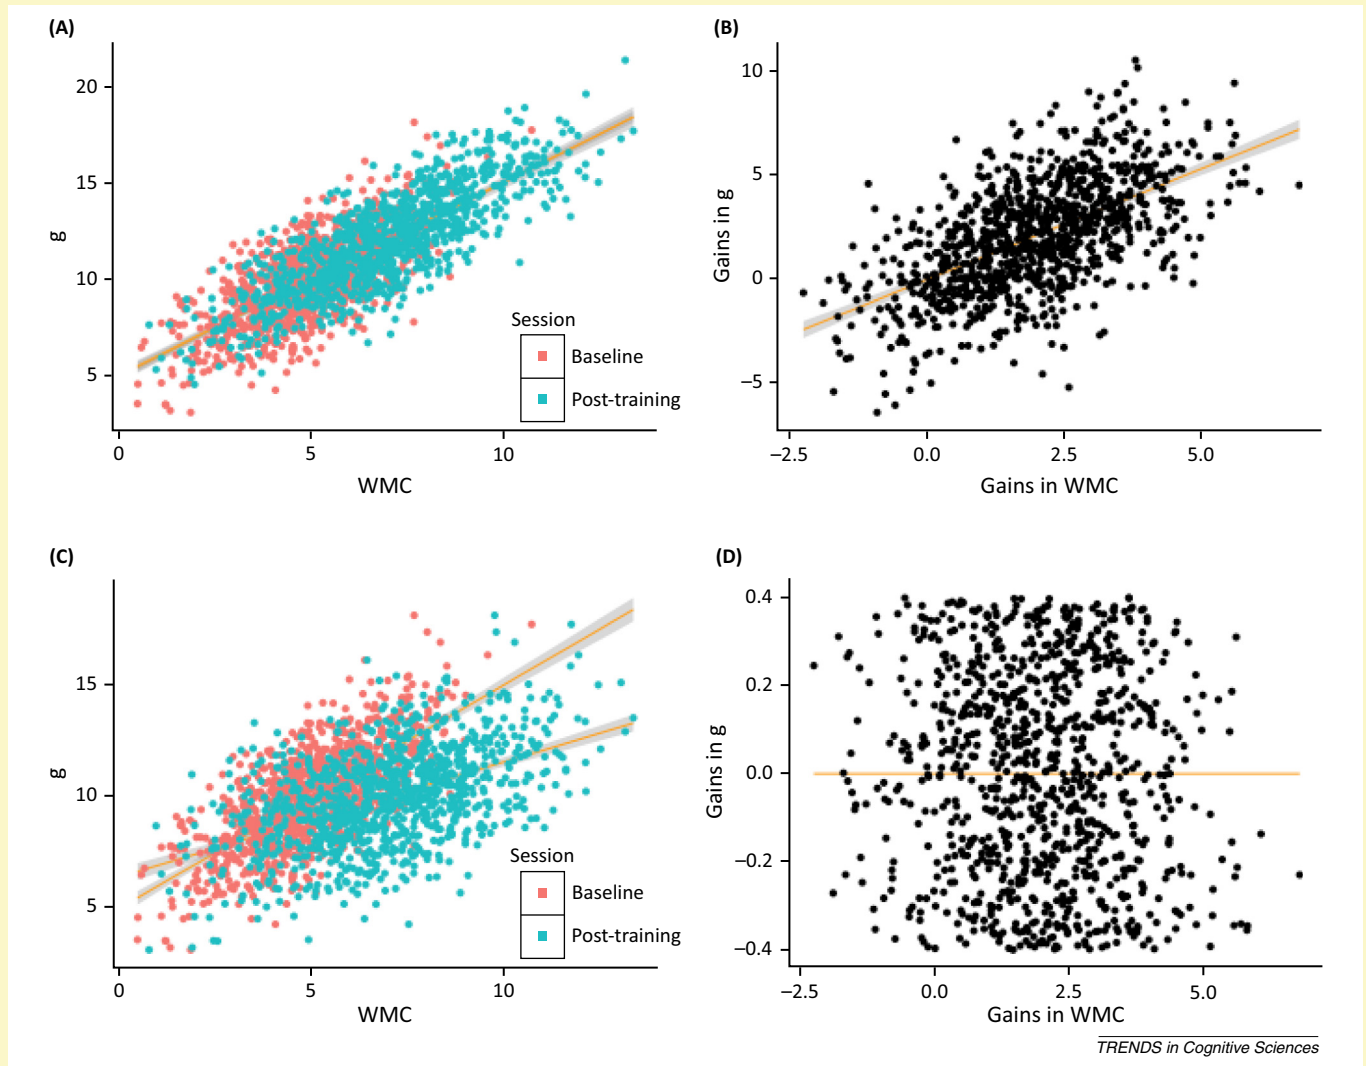 (A)
20
15
10
5
g
0 5 10
WMC
Session
Baseline
Post-training
(B)
10
5
0
−5
Gains in g
−2.5 0.0 2.5 5.0
Gains in WMC
(C)
15
10
5
g
0 5 10
WMC
Session
Baseline
Post-training
(D)
0.4
0.2
0.0
−0.2
−0.4
Gains in g
−2.5 0.0 2.5 5.0
Gains in WMC
TRENDS in Cognitive Sciences